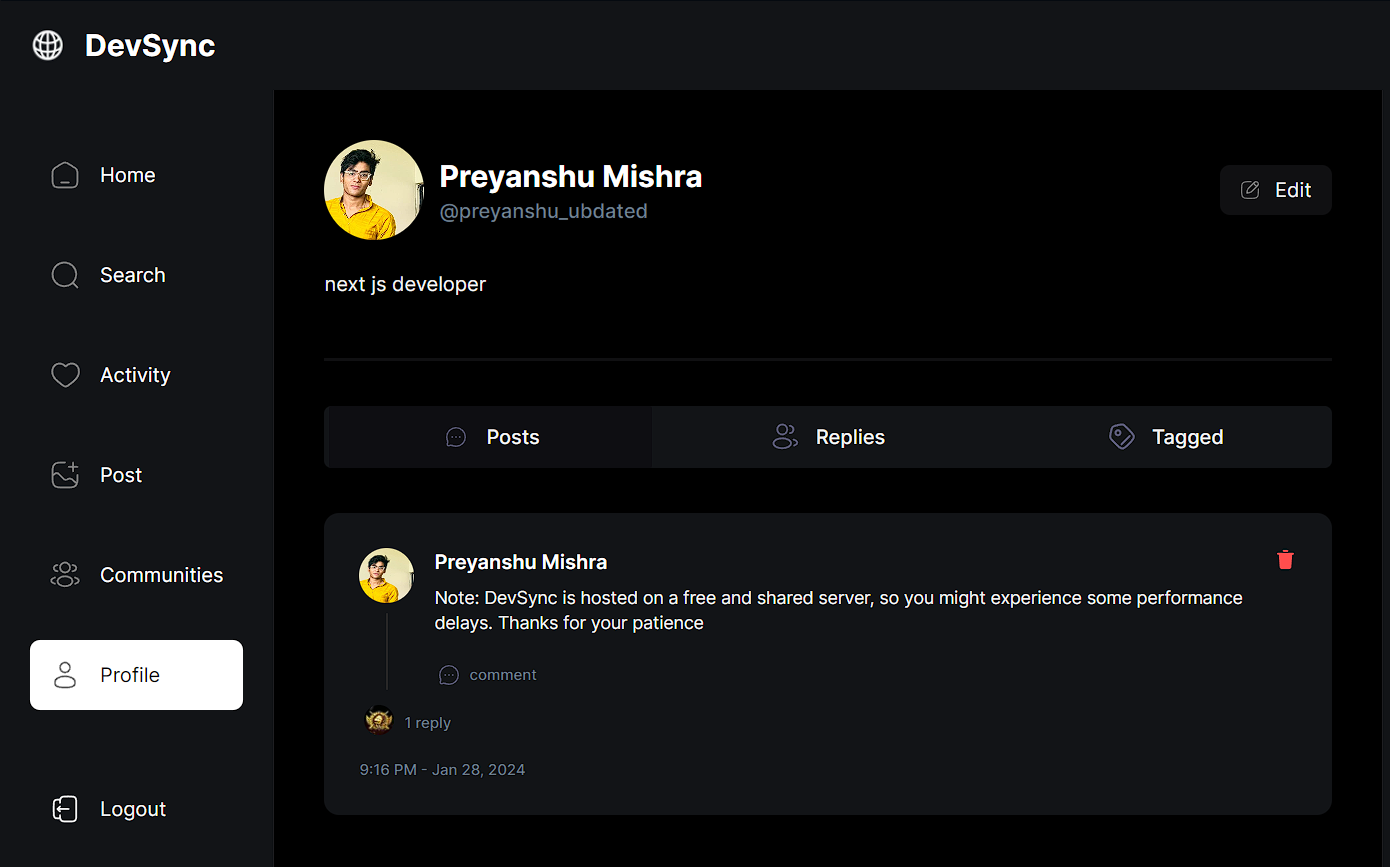 DevSync
Home
Search
Activity
Post
Communities
Profile
Logout
Preyanshu Mishra
@preyanshu_ubdated
Edit
next js developer
Posts
Replies
Tagged
Preyanshu Mishra
Note: DevSync is hosted on a free and shared server, so you might experience some performance
delays. Thanks for your patience
comment
1 reply
9:16 PM - Jan 28, 2024